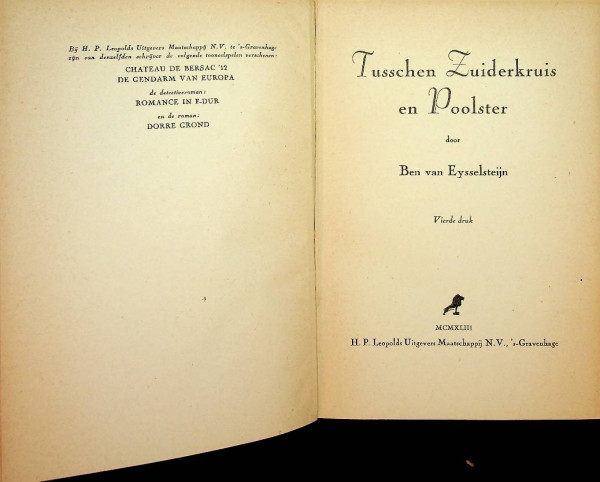 Bij H. P. Leopolds Uitgevers Maatschappij N.V. te 's-Gravenhage
zijn van denzelfden schrijver de volgende tooneelspelen verschenen:
CHATEAU DE BERSAC '12
DE GENDARM VAN EUROPA
de detectiveroman:
ROMANCE IN F-DUR
en de roman:
DORRE GROND
Tusschen Zuiderkruis
en Poolster
door
Ben van Eysselsteijn
Vierde druk
MCMXLIII
H. P. Leopolds Uitgevers Maatschappij N.V., 's-Gravenhage